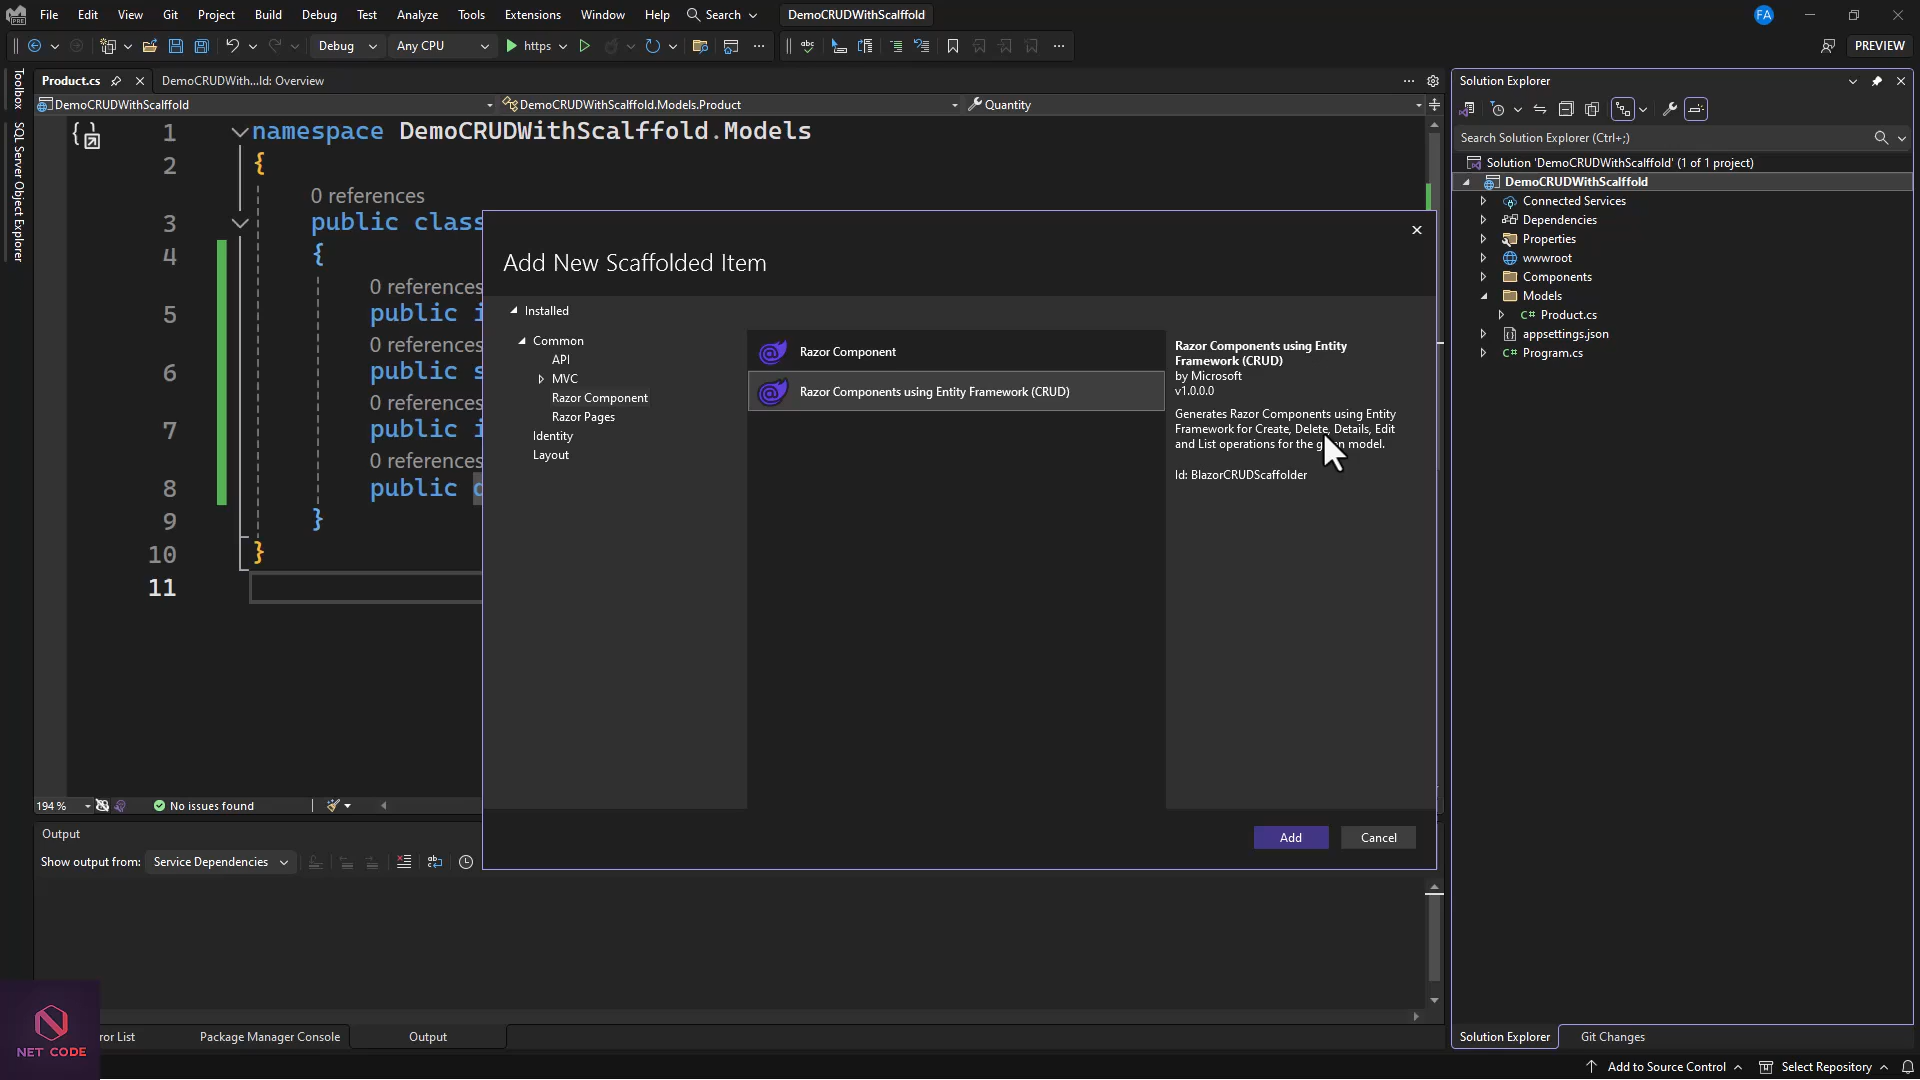 File Edit View Git Project Build Debug Test Analyze Tools Extensions Window Help Search DemoCRUDWithScalffold FA
Debug Any CPU https PREVIEW
Toolbox
SQL Server Object Explorer
Product.cs DemoCRUDWith...ld: Overview
DemoCRUDWithScalffold DemoCRUDWithScalffold.Models.Product Quantity
1 namespace DemoCRUDWithScalffold.Models
2 {
0 references
3 public class
4 {
0 references
5 public i
0 references
6 public s
0 references
7 public i
0 references
8 public
9 }
10 }
11
194 % No issues found
Add New Scaffolded Item
Installed
Common
API
MVC
Razor Component
Razor Pages
Identity
Layout
Razor Component
Razor Components using Entity Framework (CRUD)
Razor Components using Entity
Framework (CRUD)
by Microsoft
v1.0.0.0
Generates Razor Components using Entity
Framework for Create, Delete, Details, Edit
and List operations for the model.
Id: BlazorCRUDScaffolder
Add Cancel
Solution Explorer
Search Solution Explorer (Ctrl+;)
Solution 'DemoCRUDWithScalffold' (1 of 1 project)
DemoCRUDWithScalffold
Connected Services
Dependencies
Properties
wwwroot
Components
Models
C# Product.cs
appsettings.json
C# Program.cs
Output
Show output from: Service Dependencies
ror List Package Manager Console Output
NET CODE
Solution Explorer Git Changes
Add to Source Control Select Repository